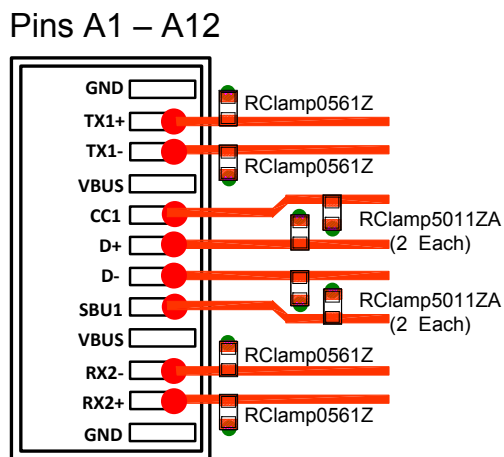 Pins A1 – A12
GND
RClamp0561Z
TX1+
TX1-
RClamp0561Z
VBUS
CC1
RClamp5011ZA
(2 Each)
D+
D-
RClamp5011ZA
(2 Each)
SBU1
VBUS
RClamp0561Z
RX2-
RX2+
RClamp0561Z
GND